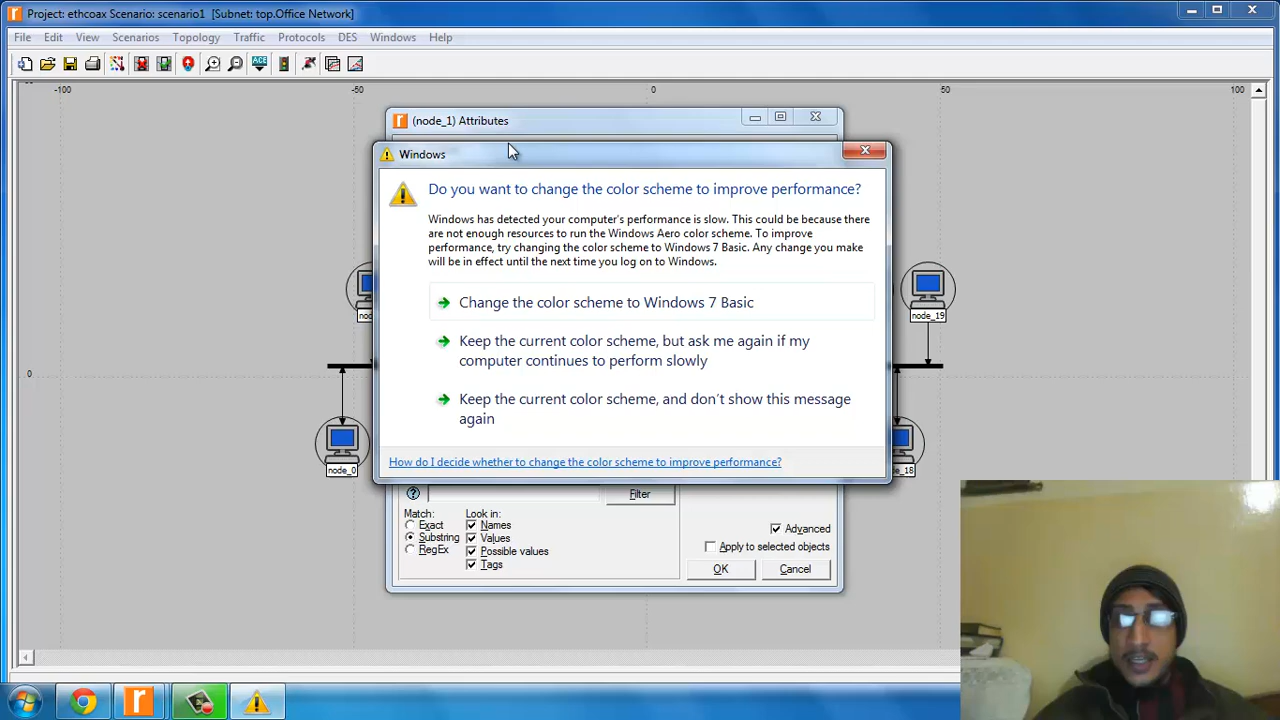 Project: ethcoax Scenario: scenario1 [Subnet: top.Office Network]
File Edit View Scenarios Topology Traffic Protocols DES Windows Help
ACE
-100 -50 0 50 100
(node_1) Attributes
Windows
Do you want to change the color scheme to improve performance?
Windows has detected your computer's performance is slow. This could be because there
are not enough resources to run the Windows Aero color scheme. To improve
performance, try changing the color scheme to Windows 7 Basic. Any change you make
will be in effect until the next time you log on to Windows.
Change the color scheme to Windows 7 Basic
node_19
Keep the current color scheme, but ask me again if my
computer continues to perform slowly
0
Keep the current color scheme, and don't show this message
again
How do I decide whether to change the color scheme to improve performance?
node_0
_18
Filter
Match:
Look in:
Exact
Names
Advanced
Substring
Values
Apply to selected objects
RegEx
Possible values
Tags
OK
Cancel